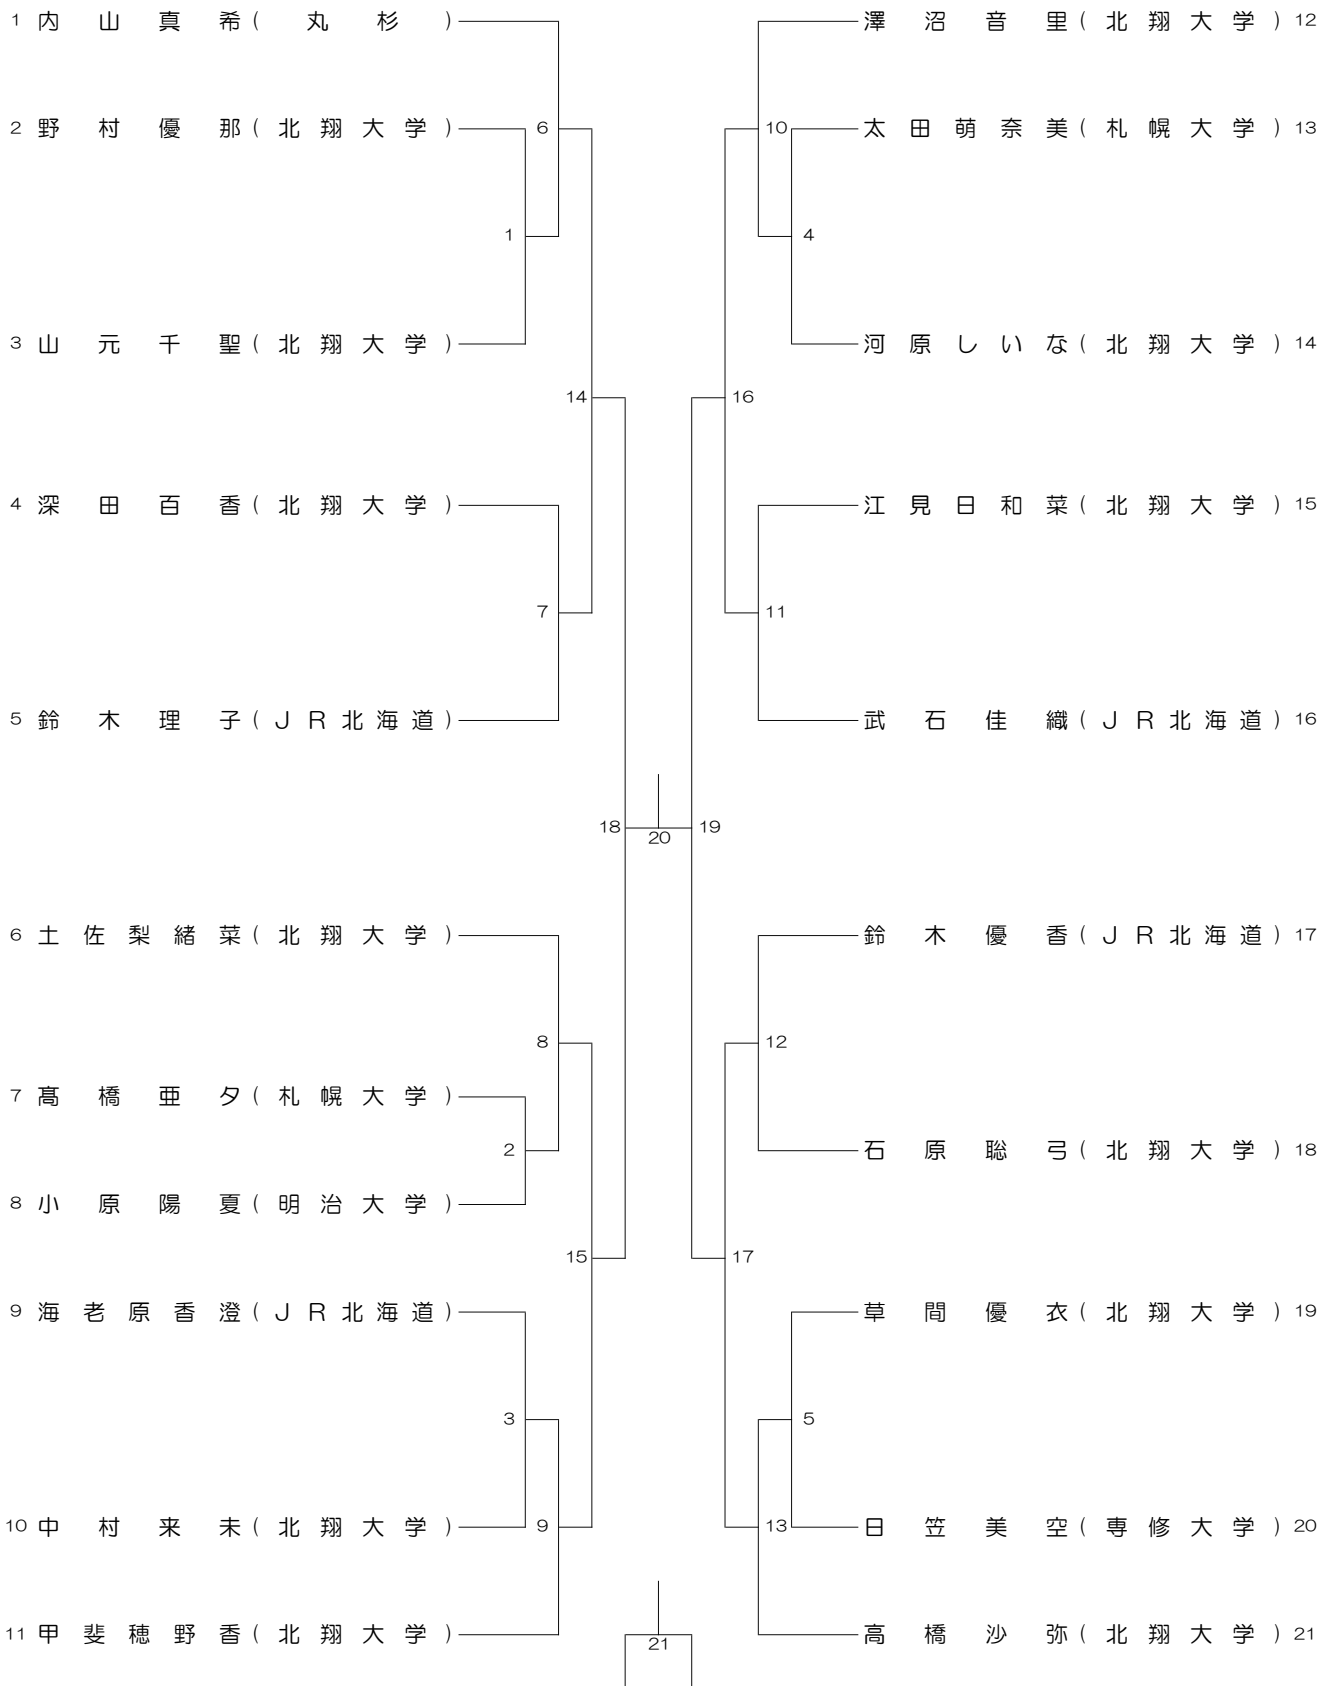 1 内山真希(丸杉)
2 野村優那(北翔大学)
6
1
3 山元千聖(北翔大学)
14
4 深田百香(北翔大学)
7
5 鈴木理子(JR北海道)
18
20
6 土佐梨緒菜(北翔大学)
8
7 髙橋亜夕(札幌大学)
2
8 小原陽夏(明治大学)
15
9 海老原香澄(JR北海道)
3
10 中村来未(北翔大学)
9
11 甲斐穂野香(北翔大学)
21
澤沼音里(北翔大学) 12
10
太田萌奈美(札幌大学) 13
4
河原しいな(北翔大学) 14
16
江見日和菜(北翔大学) 15
11
武石佳織(JR北海道) 16
19
鈴木優香(JR北海道) 17
12
石原聡弓(北翔大学) 18
17
草間優衣(北翔大学) 19
5
13
日笠美空(専修大学) 20
高橋沙弥(北翔大学) 21